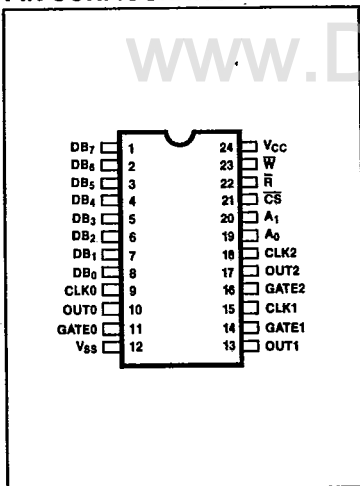 www.D
DB7 1 24 VCC
DB6 2 23 W̅
DB5 3 22 R̅
DB4 4 21 C̅S̅
DB3 5 20 A1
DB2 6 19 A0
DB1 7 18 CLK2
DB0 8 17 OUT2
CLK0 9 16 GATE2
OUT0 10 15 CLK1
GATE0 11 14 GATE1
VSS 12 13 OUT1